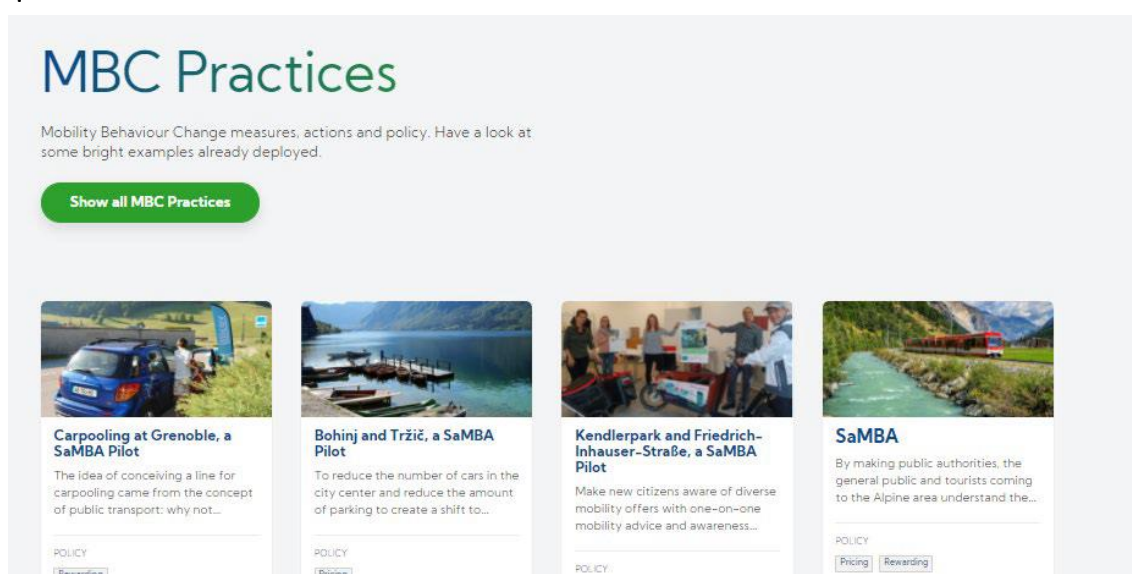 MBC Practices
Mobility Behaviour Change measures, actions and policy. Have a look at
some bright examples already deployed.
Show all MBC Practices
Carpooling at Grenoble, a
SaMBA Pilot
The idea of conceiving a line for
carpooling came from the concept
of public transport: why not...
POLICY
Rewarding
Bohinj and Tržič, a SaMBA
Pilot
To reduce the number of cars in the
city center and reduce the amount
of parking to create a shift to...
POLICY
Pricing
Kendlerpark and Friedrich-
Inhauser-Straße, a SaMBA
Pilot
Make new citizens aware of diverse
mobility offers with one-on-one
mobility advice and awareness...
POLICY
SaMBA
By making public authorities, the
general public and tourists coming
to the Alpine area understand the...
POLICY
Pricing Rewarding